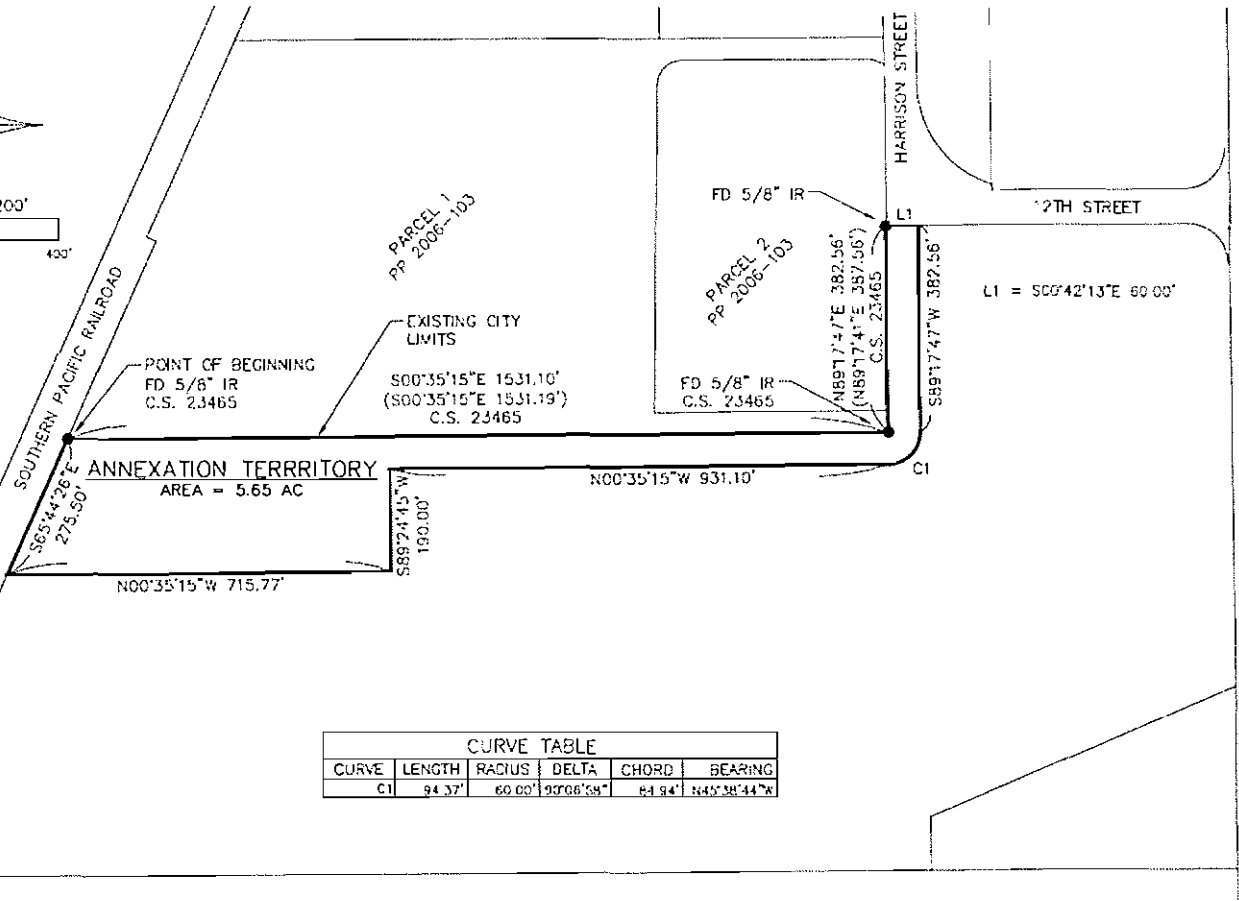 HARRISON STREET
200'
400'
FD 5/8" IR
L1
12TH STREET
PARCEL 1
PP 2006-103
PARCEL 2
PP 2006-103
N89°17'47"E 382.56'
(N89°17'41"E 387.56')
C.S. 23465
S89°17'47"W 382.56'
L1 = S00°42'13"E 60.00'
SOUTHERN PACIFIC RAILROAD
EXISTING CITY
LIMITS
POINT OF BEGINNING
FD 5/8" IR
C.S. 23465
S00°35'15"E 1531.10'
(S00°35'15"E 1531.19')
C.S. 23465
FD 5/8" IR
C.S. 23465
ANNEXATION TERRRITORY
AREA = 5.65 AC
S65°44'26"E
275.50'
S89°24'45"W
190.00'
N00°35'15"W 931.10'
C1
N00°35'15"W 715.77'
CURVE TABLE
CURVE LENGTH RADIUS DELTA CHORD BEARING
C1 94.37' 60.00' 90°06'58" 84.94' N45°38'44"W